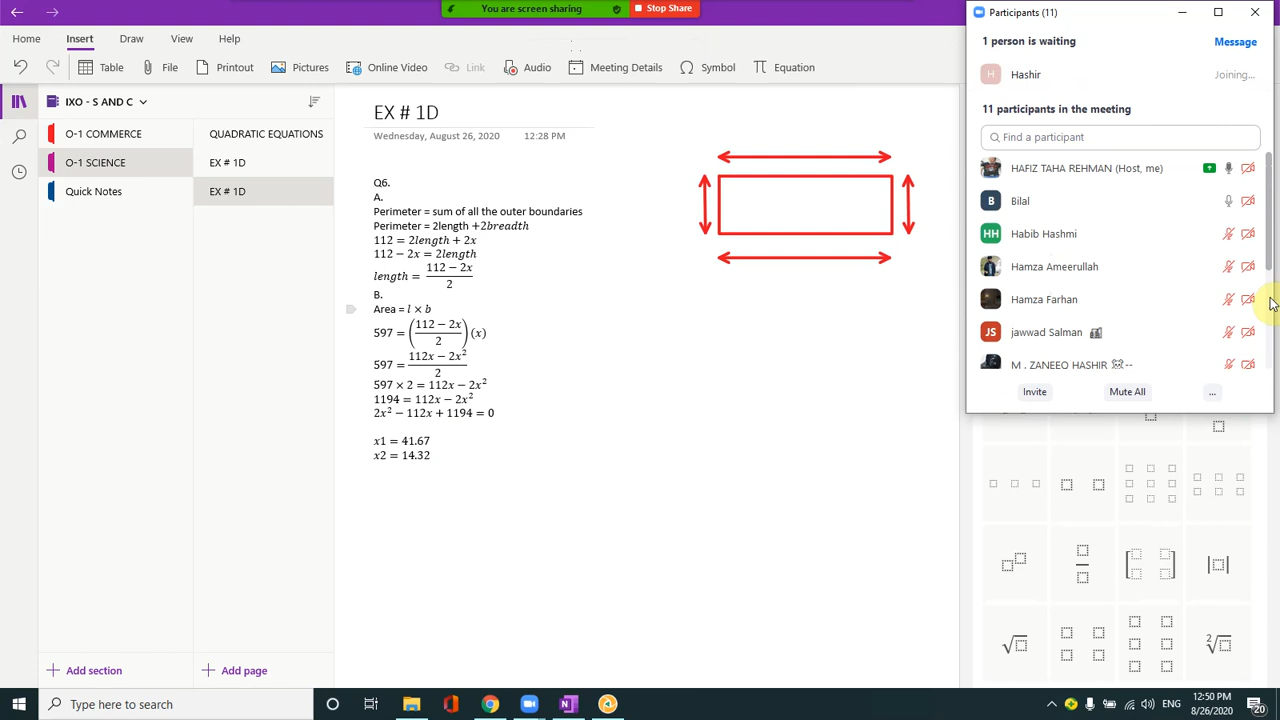 You are screen sharing
Stop Share
Home
Insert
Draw
View
Help
Table
File
Printout
Pictures
Online Video
Link
Audio
Meeting Details
Symbol
Equation
IXO - S AND C
O-1 COMMERCE
O-1 SCIENCE
Quick Notes
QUADRATIC EQUATIONS
EX # 1D
EX # 1D
Add section
Add page
EX # 1D
Wednesday, August 26, 2020 12:28 PM
Q6.
A.
Perimeter = sum of all the outer boundaries
Perimeter = 2length +2breadth
112 = 2length + 2x
112 − 2x = 2length
length = (112 − 2x)/2
B.
Area = l × b
597 = ((112 − 2x)/2)(x)
597 = (112x − 2x²)/2
597 × 2 = 112x − 2x²
1194 = 112x − 2x²
2x² − 112x + 1194 = 0
x1 = 41.67
x2 = 14.32
Participants (11)
1 person is waiting
Message
H
Hashir
Joining...
11 participants in the meeting
Find a participant
HAFIZ TAHA REHMAN (Host, me)
B
Bilal
HH
Habib Hashmi
Hamza Ameerullah
Hamza Farhan
JS
jawwad Salman
M . ZANEEQ HASHIR
Invite
Mute All
...
Type here to search
ENG
12:50 PM
8/26/2020
20